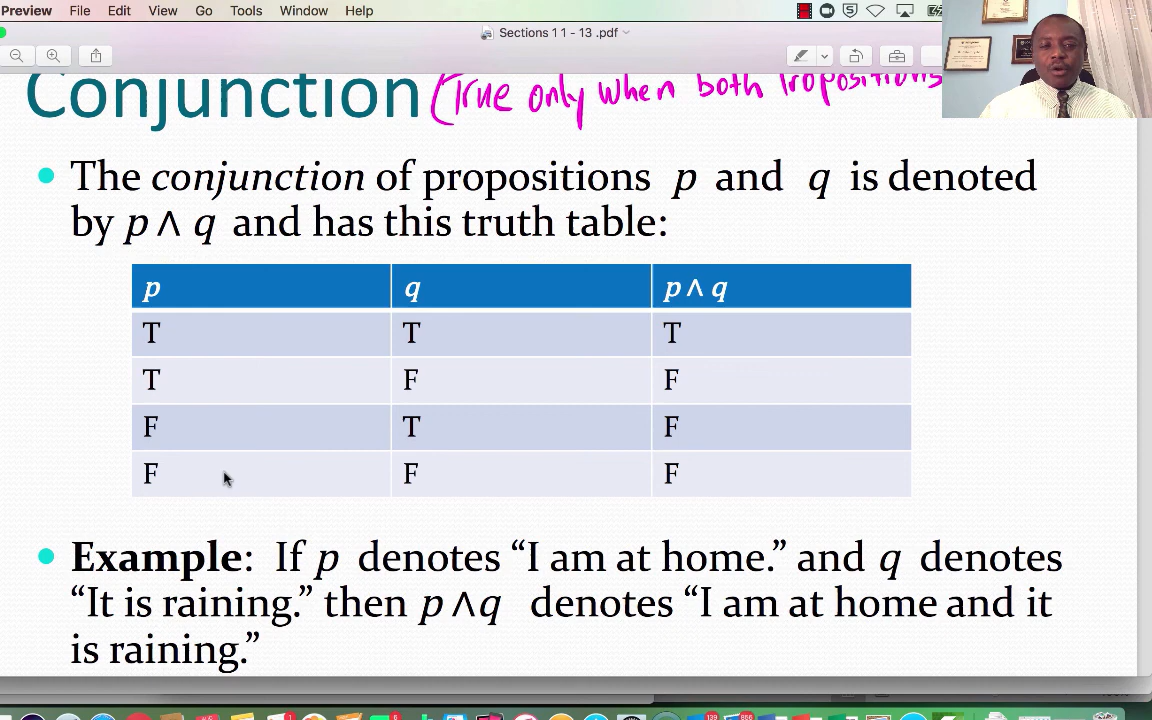 Preview File Edit View Go Tools Window Help
Sections 1 1 - 13 .pdf
Conjunction (True only when both Propositions
• The conjunction of propositions p and q is denoted
by p ∧ q and has this truth table:
p q p ∧ q
T T T
T F F
F T F
F F F
• Example: If p denotes “I am at home.” and q denotes
“It is raining.” then p ∧q denotes “I am at home and it
is raining.”